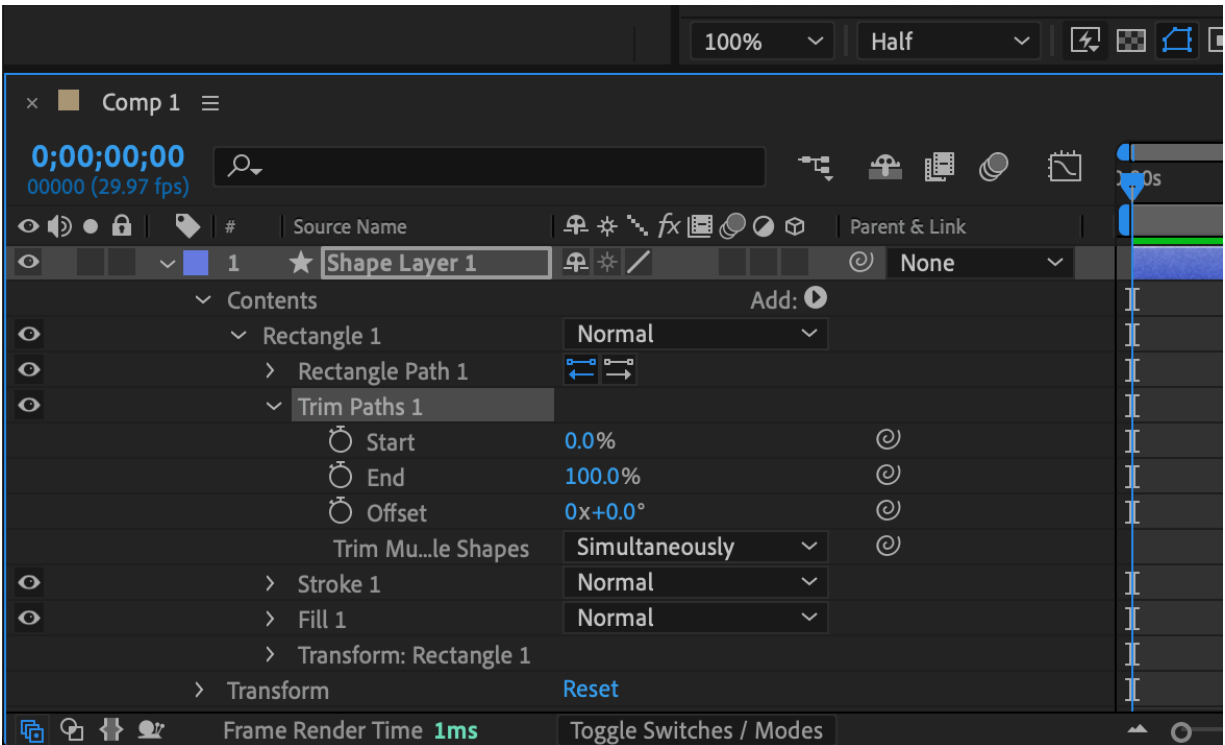 100% Half
Comp 1
0;00;00;00
00000 (29.97 fps)
# Source Name fx Parent & Link
1 Shape Layer 1 None
Contents Add:
Rectangle 1 Normal
Rectangle Path 1
Trim Paths 1
Start 0.0%
End 100.0%
Offset 0x+0.0°
Trim Mu...le Shapes Simultaneously
Stroke 1 Normal
Fill 1 Normal
Transform: Rectangle 1
Transform Reset
Frame Render Time 1ms Toggle Switches / Modes